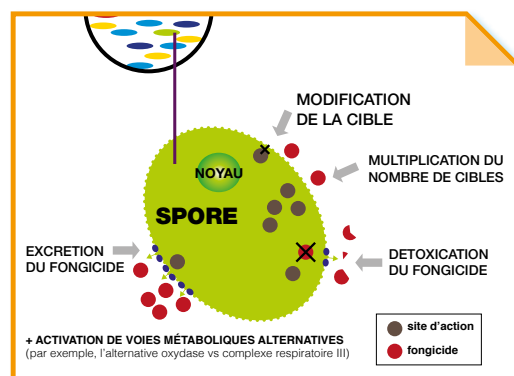 MODIFICATION
DE LA CIBLE
MULTIPLICATION DU
NOMBRE DE CIBLES
NOYAU
SPORE
EXCRETION
DU FONGICIDE
DETOXICATION
DU FONGICIDE
+ ACTIVATION DE VOIES MÉTABOLIQUES ALTERNATIVES
(par exemple, l'alternative oxydase vs complexe respiratoire III)
site d'action
fongicide